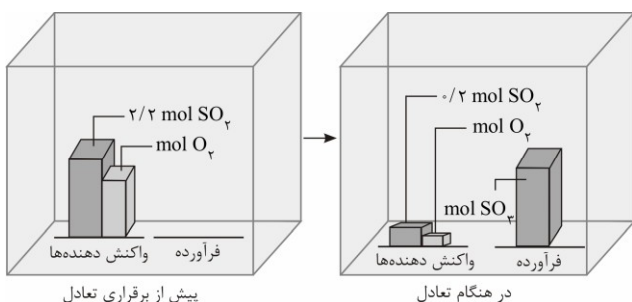 ۲/۲ mol SO۲
mol O۲
واکنش دهنده‌ها
فرآورده
پیش از برقراری تعادل
۰/۲ mol SO۲
mol O۲
mol SO۳
واکنش دهنده‌ها
فرآورده
در هنگام تعادل